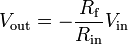 V_out = −R_f/R_in V_in